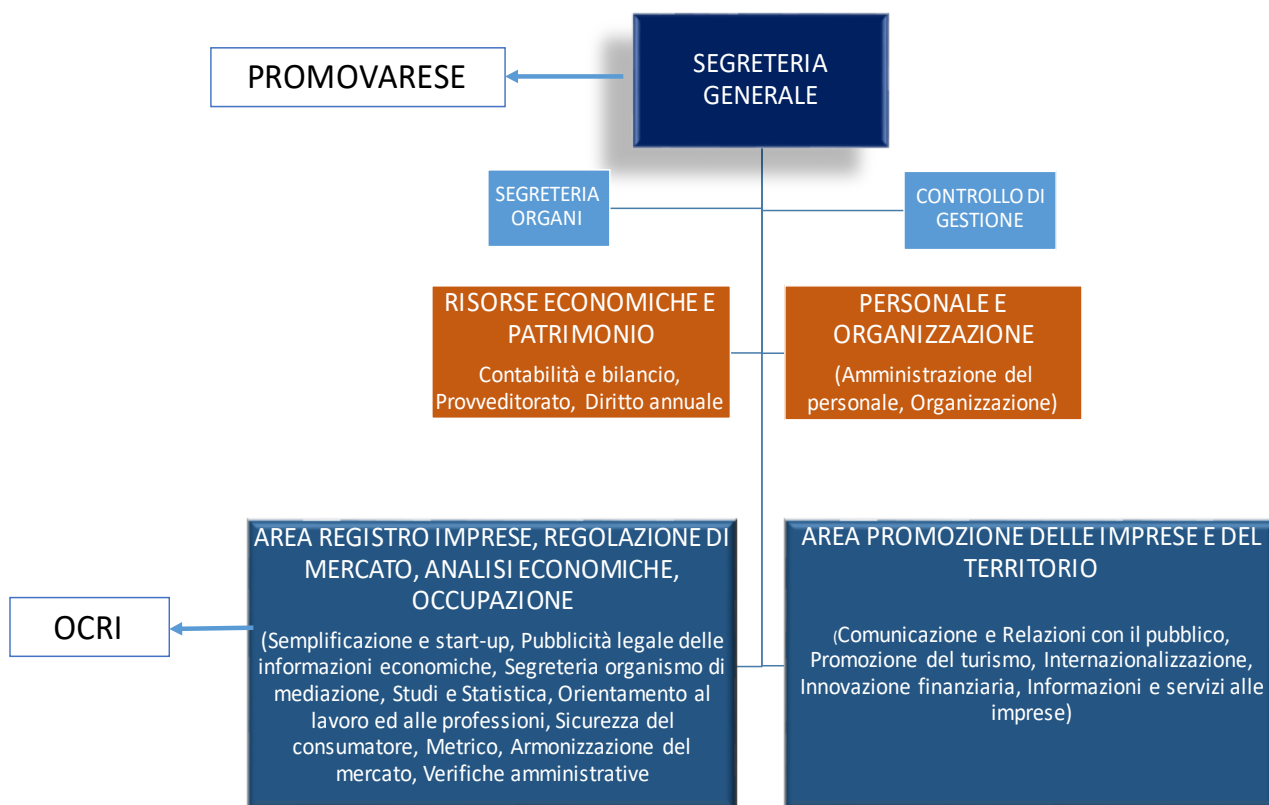 PROMOVARESE
SEGRETERIA
GENERALE
SEGRETERIA
ORGANI
CONTROLLO DI
GESTIONE
RISORSE ECONOMICHE E
PATRIMONIO
Contabilità e bilancio,
Provveditorato, Diritto annuale
PERSONALE E
ORGANIZZAZIONE
(Amministrazione del
personale, Organizzazione)
OCRI
AREA REGISTRO IMPRESE, REGOLAZIONE DI
MERCATO, ANALISI ECONOMICHE,
OCCUPAZIONE
(Semplificazione e start-up, Pubblicità legale delle
informazioni economiche, Segreteria organismo di
mediazione, Studi e Statistica, Orientamento al
lavoro ed alle professioni, Sicurezza del
consumatore, Metrico, Armonizzazione del
mercato, Verifiche amministrative
AREA PROMOZIONE DELLE IMPRESE E DEL
TERRITORIO
(Comunicazione e Relazioni con il pubblico,
Promozione del turismo, Internazionalizzazione,
Innovazione finanziaria, Informazioni e servizi alle
imprese)